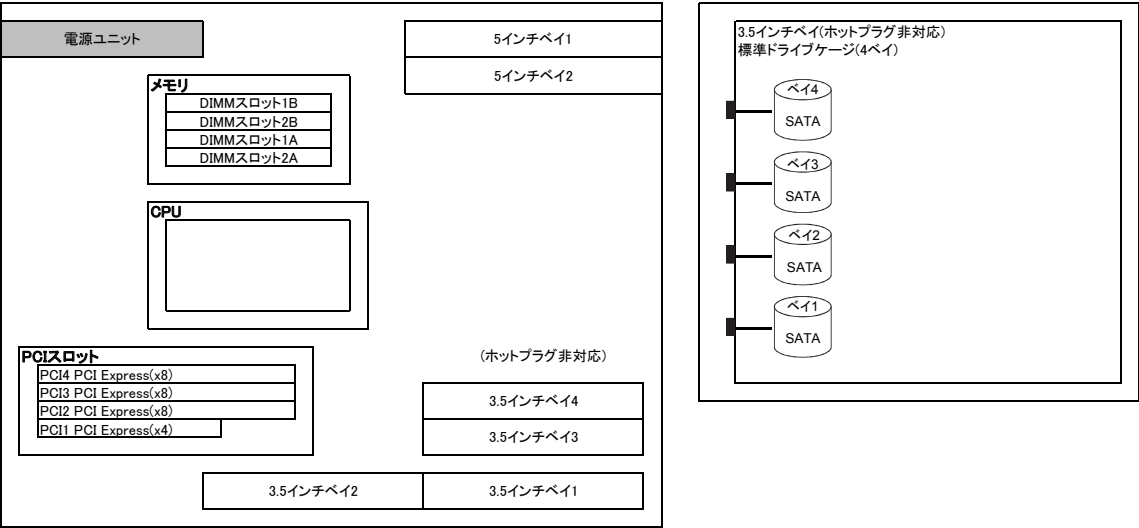 電源ユニット
5インチベイ1
5インチベイ2
メモリ
DIMMスロット1B
DIMMスロット2B
DIMMスロット1A
DIMMスロット2A
CPU
PCIスロット
PCI4 PCI Express(x8)
PCI3 PCI Express(x8)
PCI2 PCI Express(x8)
PCI1 PCI Express(x4)
(ホットプラグ非対応)
3.5インチベイ4
3.5インチベイ3
3.5インチベイ2
3.5インチベイ1
3.5インチベイ(ホットプラグ非対応)
標準ドライブケージ(4ベイ)
ベイ4
SATA
ベイ3
SATA
ベイ2
SATA
ベイ1
SATA